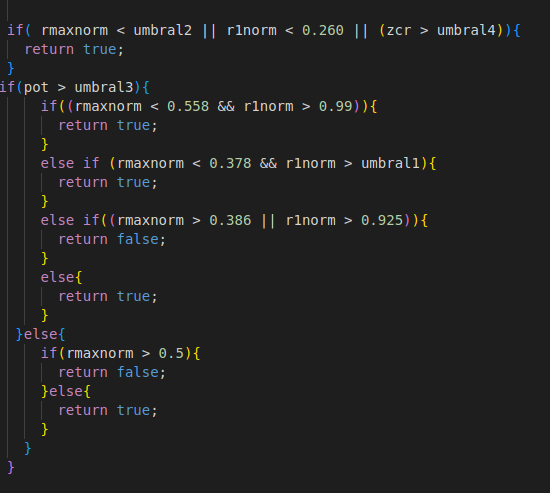 if( rmaxnorm < umbral2 || r1norm < 0.260 || (zcr > umbral4)){
return true;
}
if(pot > umbral3){
if((rmaxnorm < 0.558 && r1norm > 0.99)){
return true;
}
else if (rmaxnorm < 0.378 && r1norm > umbral1){
return true;
}
else if((rmaxnorm > 0.386 || r1norm > 0.925)){
return false;
}
else{
return true;
}
}else{
if(rmaxnorm > 0.5){
return false;
}else{
return true;
}
}
}